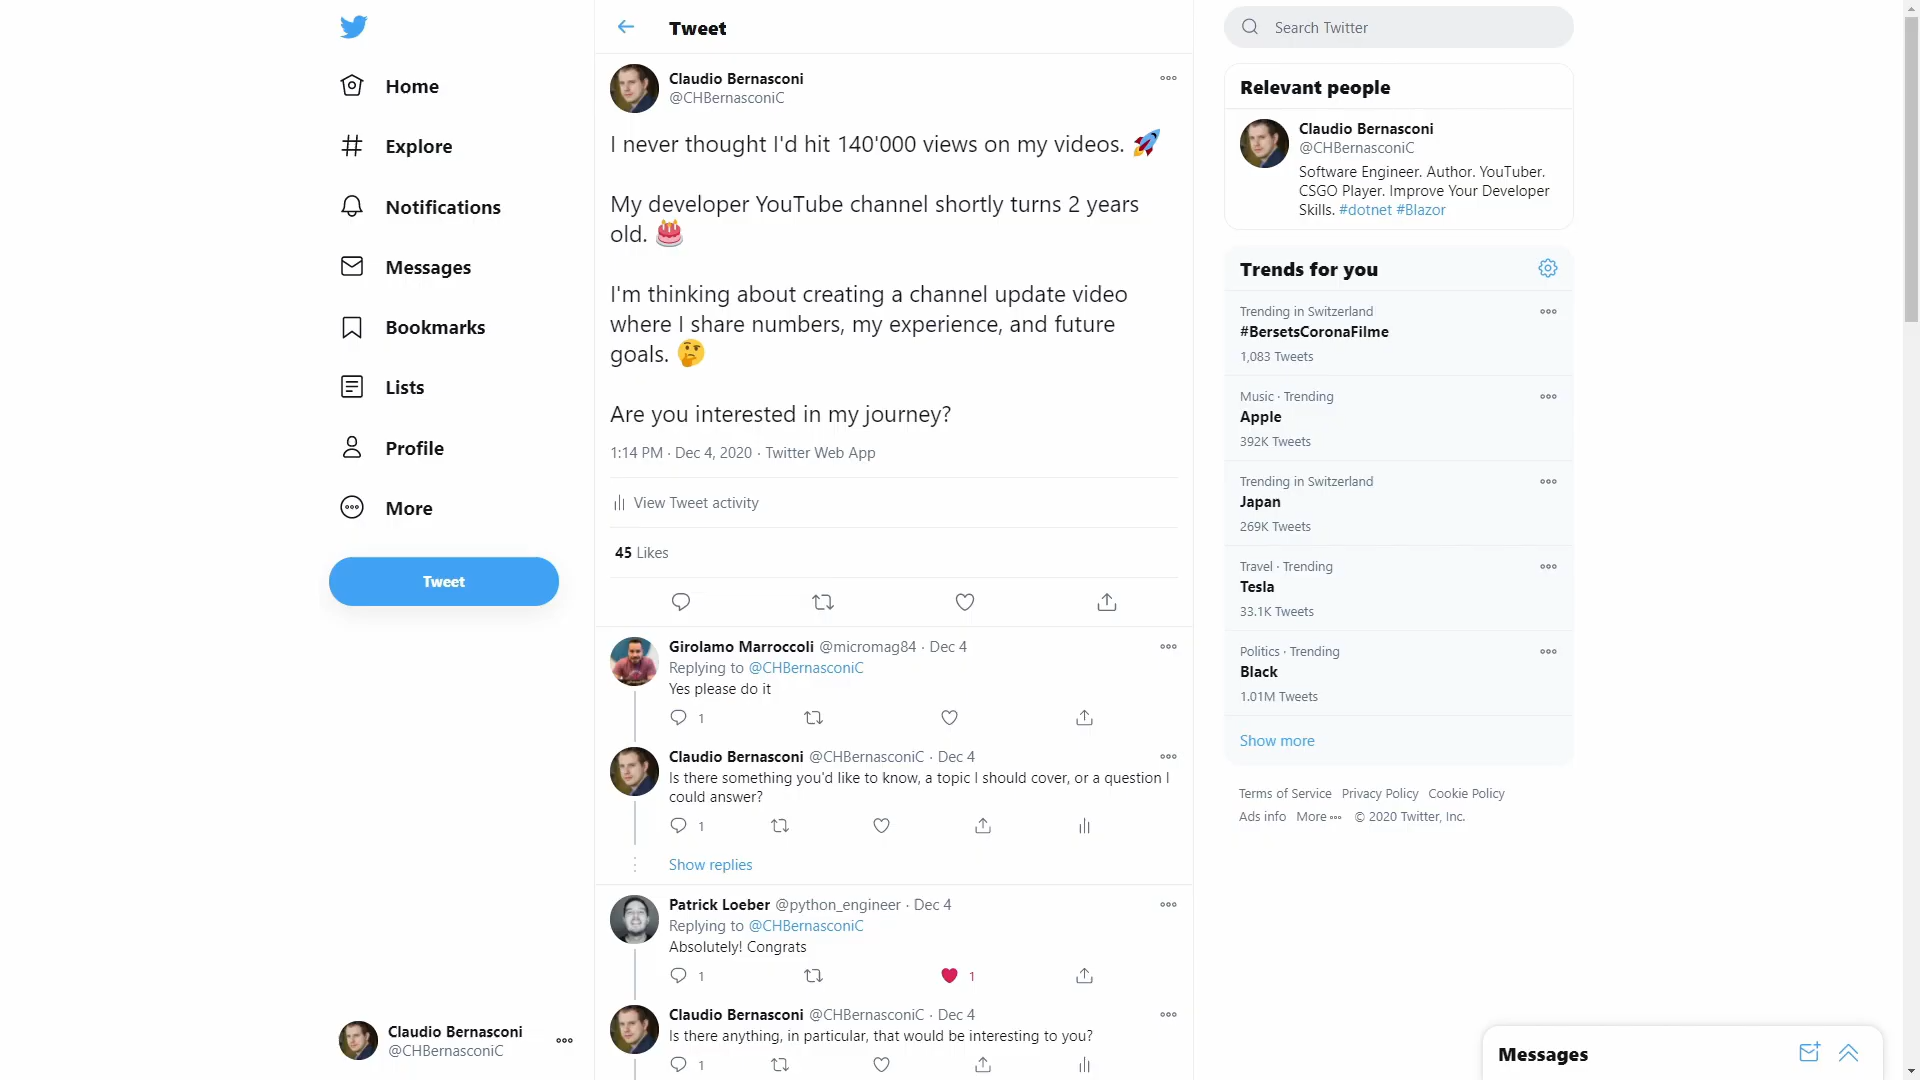 Home
Explore
Notifications
Messages
Bookmarks
Lists
Profile
More
Tweet
Claudio Bernasconi
@CHBernasconiC
Tweet
Claudio Bernasconi
@CHBernasconiC
I never thought I'd hit 140'000 views on my videos. 🚀
My developer YouTube channel shortly turns 2 years
old. 🎂
I'm thinking about creating a channel update video
where I share numbers, my experience, and future
goals. 🤔
Are you interested in my journey?
1:14 PM · Dec 4, 2020 · Twitter Web App
View Tweet activity
45 Likes
Girolamo Marroccoli @micromag84 · Dec 4
Replying to @CHBernasconiC
Yes please do it
1
Claudio Bernasconi @CHBernasconiC · Dec 4
Is there something you'd like to know, a topic I should cover, or a question I
could answer?
1
Show replies
Patrick Loeber @python_engineer · Dec 4
Replying to @CHBernasconiC
Absolutely! Congrats
1 1
Claudio Bernasconi @CHBernasconiC · Dec 4
Is there anything, in particular, that would be interesting to you?
1
Search Twitter
Relevant people
Claudio Bernasconi
@CHBernasconiC
Software Engineer. Author. YouTuber.
CSGO Player. Improve Your Developer
Skills. #dotnet #Blazor
Trends for you
Trending in Switzerland
#BersetsCoronaFilme
1,083 Tweets
Music · Trending
Apple
392K Tweets
Trending in Switzerland
Japan
269K Tweets
Travel · Trending
Tesla
33.1K Tweets
Politics · Trending
Black
1.01M Tweets
Show more
Terms of Service Privacy Policy Cookie Policy
Ads info More © 2020 Twitter, Inc.
Messages